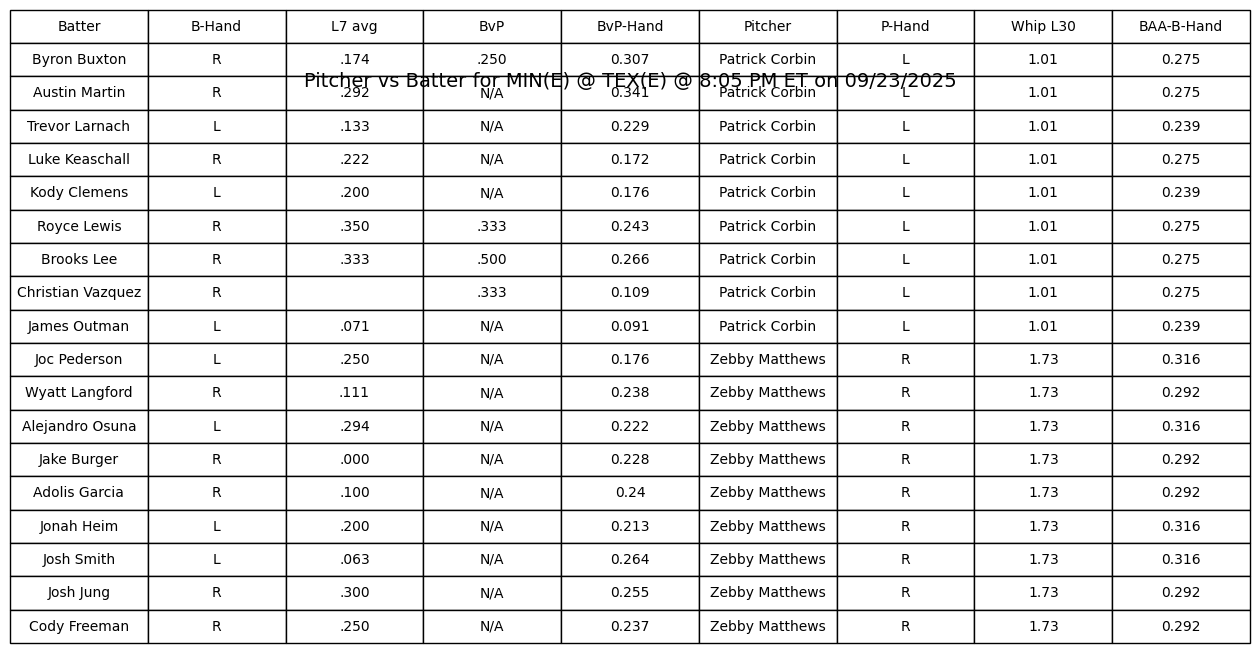 Batter B-Hand L7 avg BvP BvP-Hand Pitcher P-Hand Whip L30 BAA-B-Hand
Byron Buxton R .174 .250 0.307 Patrick Corbin L 1.01 0.275
Pitcher vs Batter for MIN(E) @ TEX(E) @ 8:05 PM ET on 09/23/2025
Austin Martin R .292 N/A 0.341 Patrick Corbin L 1.01 0.275
Trevor Larnach L .133 N/A 0.229 Patrick Corbin L 1.01 0.239
Luke Keaschall R .222 N/A 0.172 Patrick Corbin L 1.01 0.275
Kody Clemens L .200 N/A 0.176 Patrick Corbin L 1.01 0.239
Royce Lewis R .350 .333 0.243 Patrick Corbin L 1.01 0.275
Brooks Lee R .333 .500 0.266 Patrick Corbin L 1.01 0.275
Christian Vazquez R .333 0.109 Patrick Corbin L 1.01 0.275
James Outman L .071 N/A 0.091 Patrick Corbin L 1.01 0.239
Joc Pederson L .250 N/A 0.176 Zebby Matthews R 1.73 0.316
Wyatt Langford R .111 N/A 0.238 Zebby Matthews R 1.73 0.292
Alejandro Osuna L .294 N/A 0.222 Zebby Matthews R 1.73 0.316
Jake Burger R .000 N/A 0.228 Zebby Matthews R 1.73 0.292
Adolis Garcia R .100 N/A 0.24 Zebby Matthews R 1.73 0.292
Jonah Heim L .200 N/A 0.213 Zebby Matthews R 1.73 0.316
Josh Smith L .063 N/A 0.264 Zebby Matthews R 1.73 0.316
Josh Jung R .300 N/A 0.255 Zebby Matthews R 1.73 0.292
Cody Freeman R .250 N/A 0.237 Zebby Matthews R 1.73 0.292